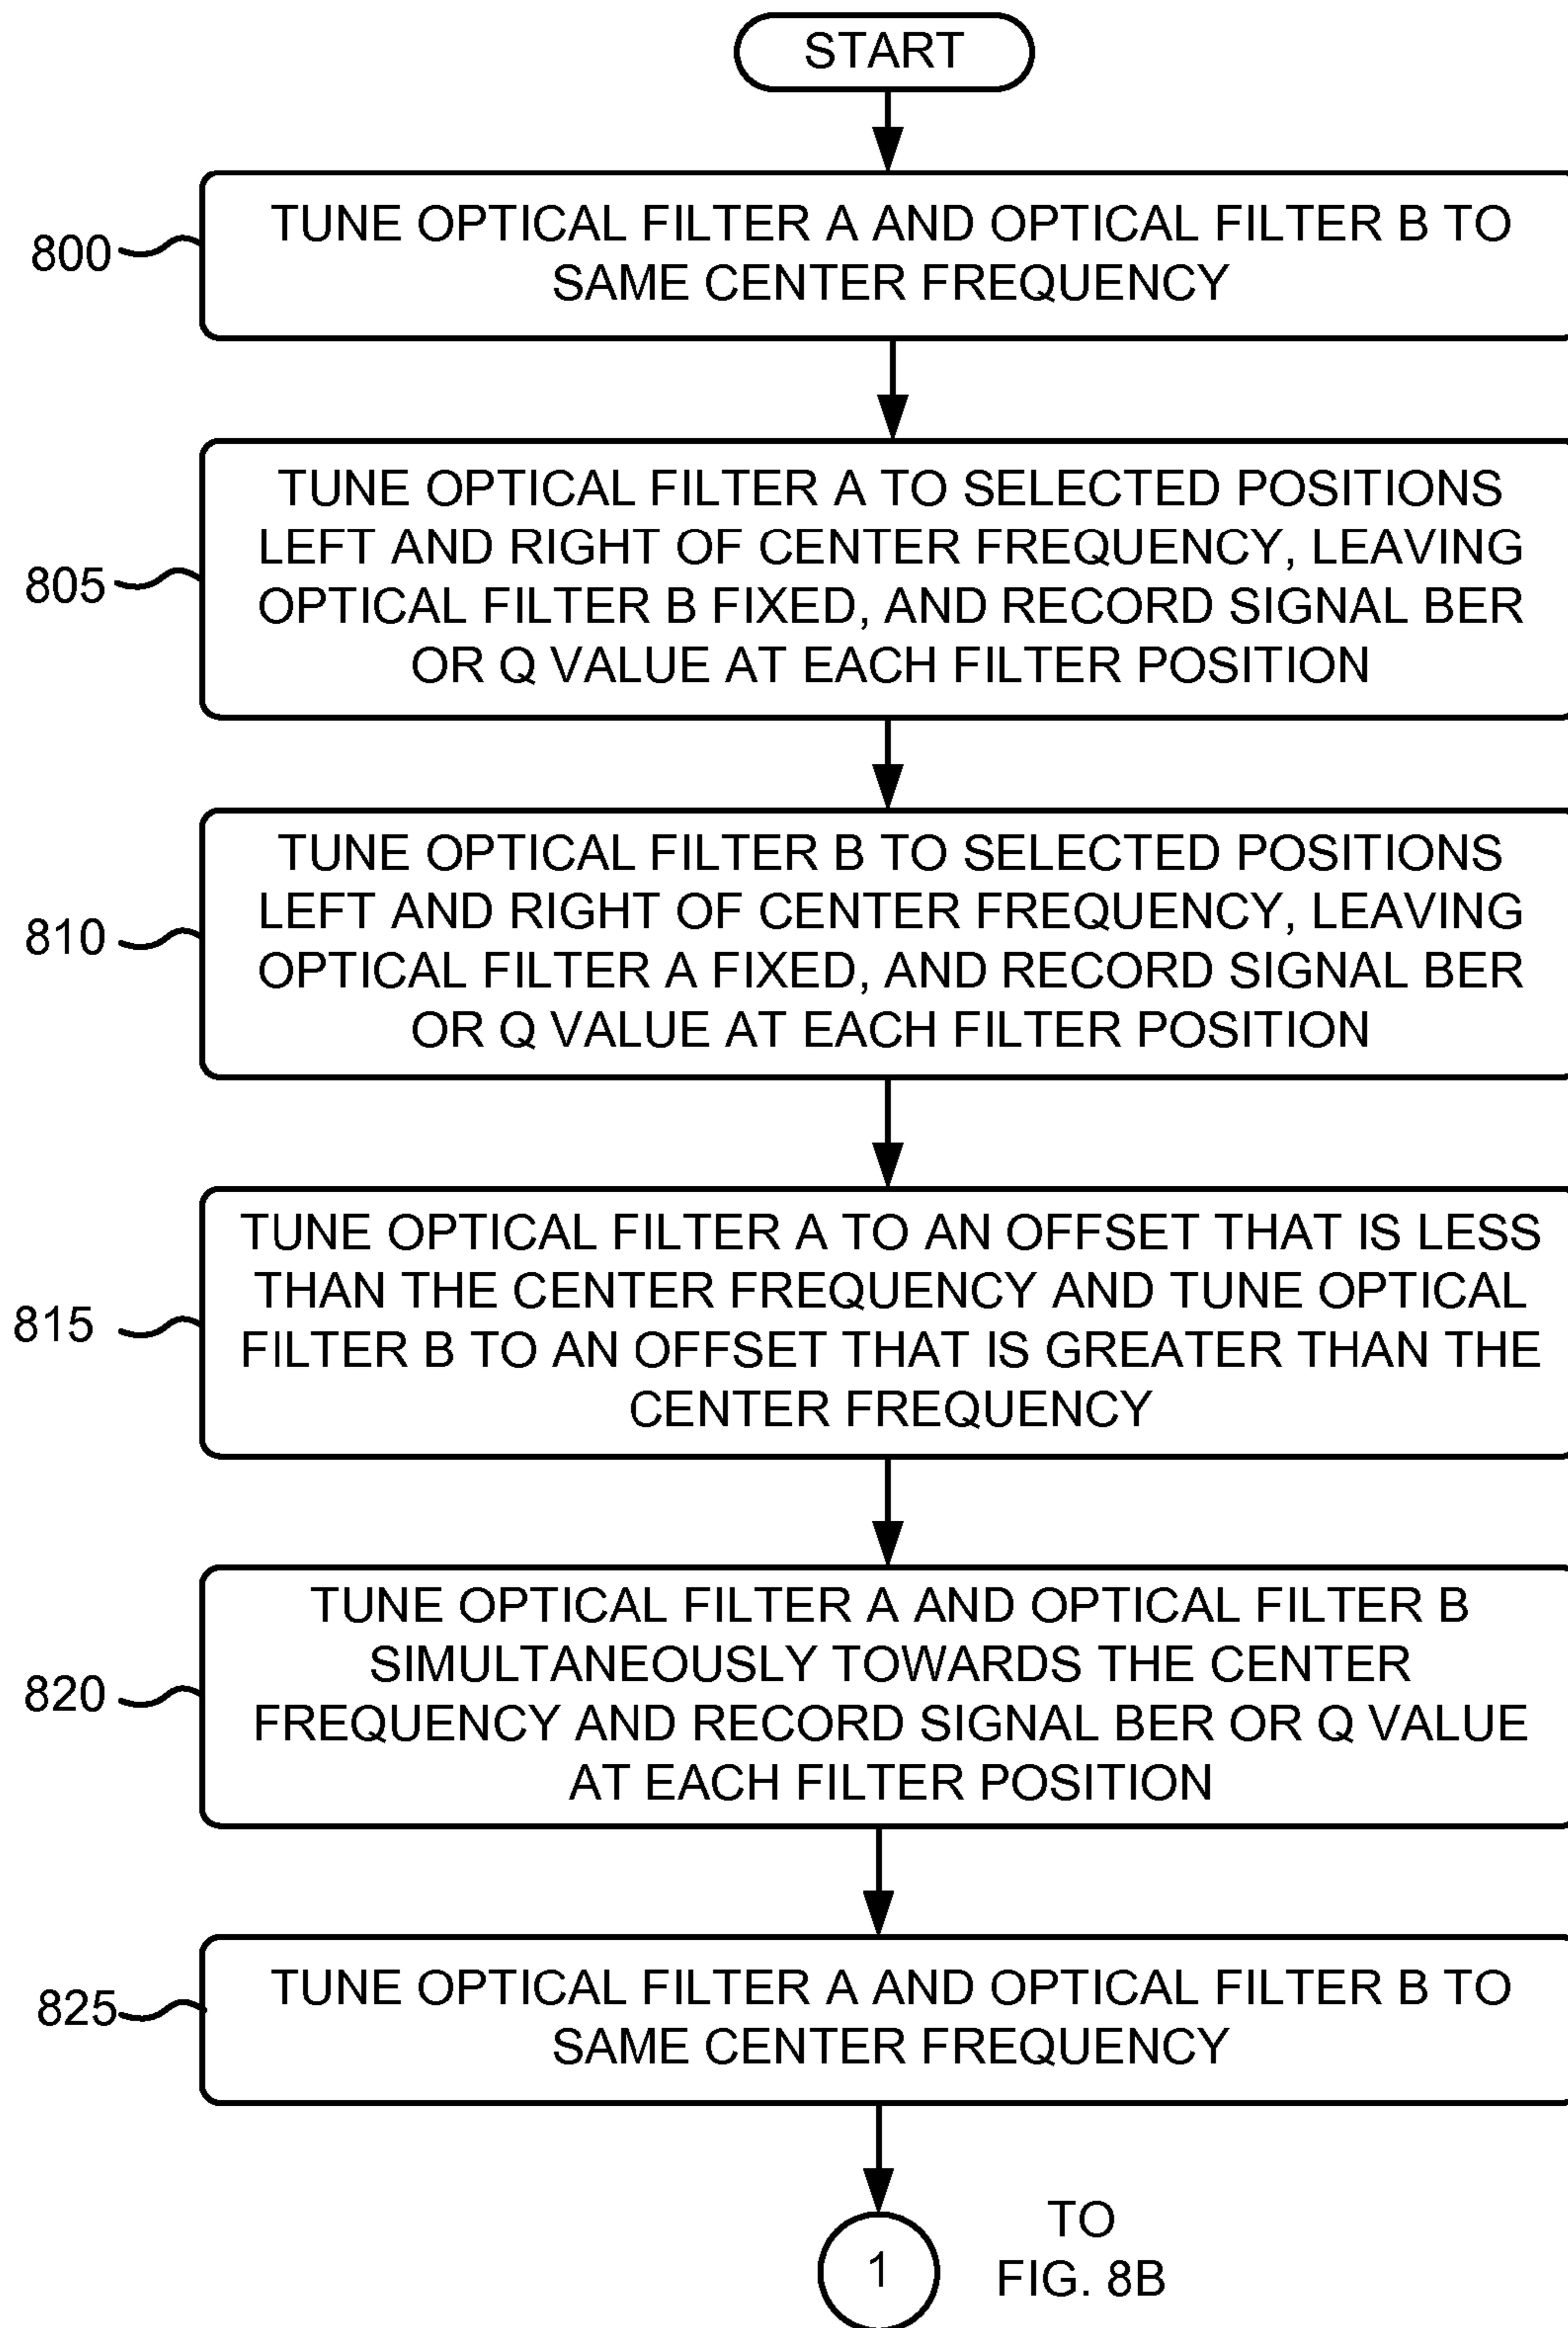 START
800
TUNE OPTICAL FILTER A AND OPTICAL FILTER B TO
SAME CENTER FREQUENCY
805
TUNE OPTICAL FILTER A TO SELECTED POSITIONS
LEFT AND RIGHT OF CENTER FREQUENCY, LEAVING
OPTICAL FILTER B FIXED, AND RECORD SIGNAL BER
OR Q VALUE AT EACH FILTER POSITION
810
TUNE OPTICAL FILTER B TO SELECTED POSITIONS
LEFT AND RIGHT OF CENTER FREQUENCY, LEAVING
OPTICAL FILTER A FIXED, AND RECORD SIGNAL BER
OR Q VALUE AT EACH FILTER POSITION
815
TUNE OPTICAL FILTER A TO AN OFFSET THAT IS LESS
THAN THE CENTER FREQUENCY AND TUNE OPTICAL
FILTER B TO AN OFFSET THAT IS GREATER THAN THE
CENTER FREQUENCY
820
TUNE OPTICAL FILTER A AND OPTICAL FILTER B
SIMULTANEOUSLY TOWARDS THE CENTER
FREQUENCY AND RECORD SIGNAL BER OR Q VALUE
AT EACH FILTER POSITION
825
TUNE OPTICAL FILTER A AND OPTICAL FILTER B TO
SAME CENTER FREQUENCY
1
TO
FIG. 8B